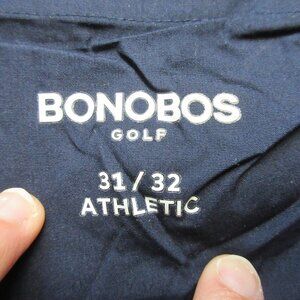 BONOBOS
GOLF
31/32
ATHLETIC